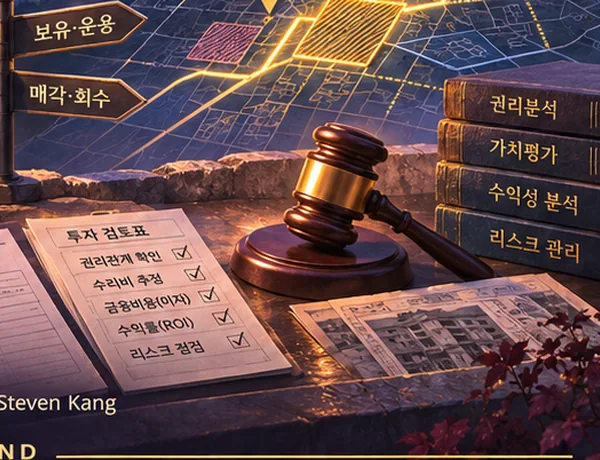 보유·운용
매각·회수
권리분석
가치평가
수익성 분석
리스크 관리
투자 검토표
권리관계 확인
수리비 추정
금융비용(이자)
수익률(ROI)
리스크 점검
Steven Kang
ND